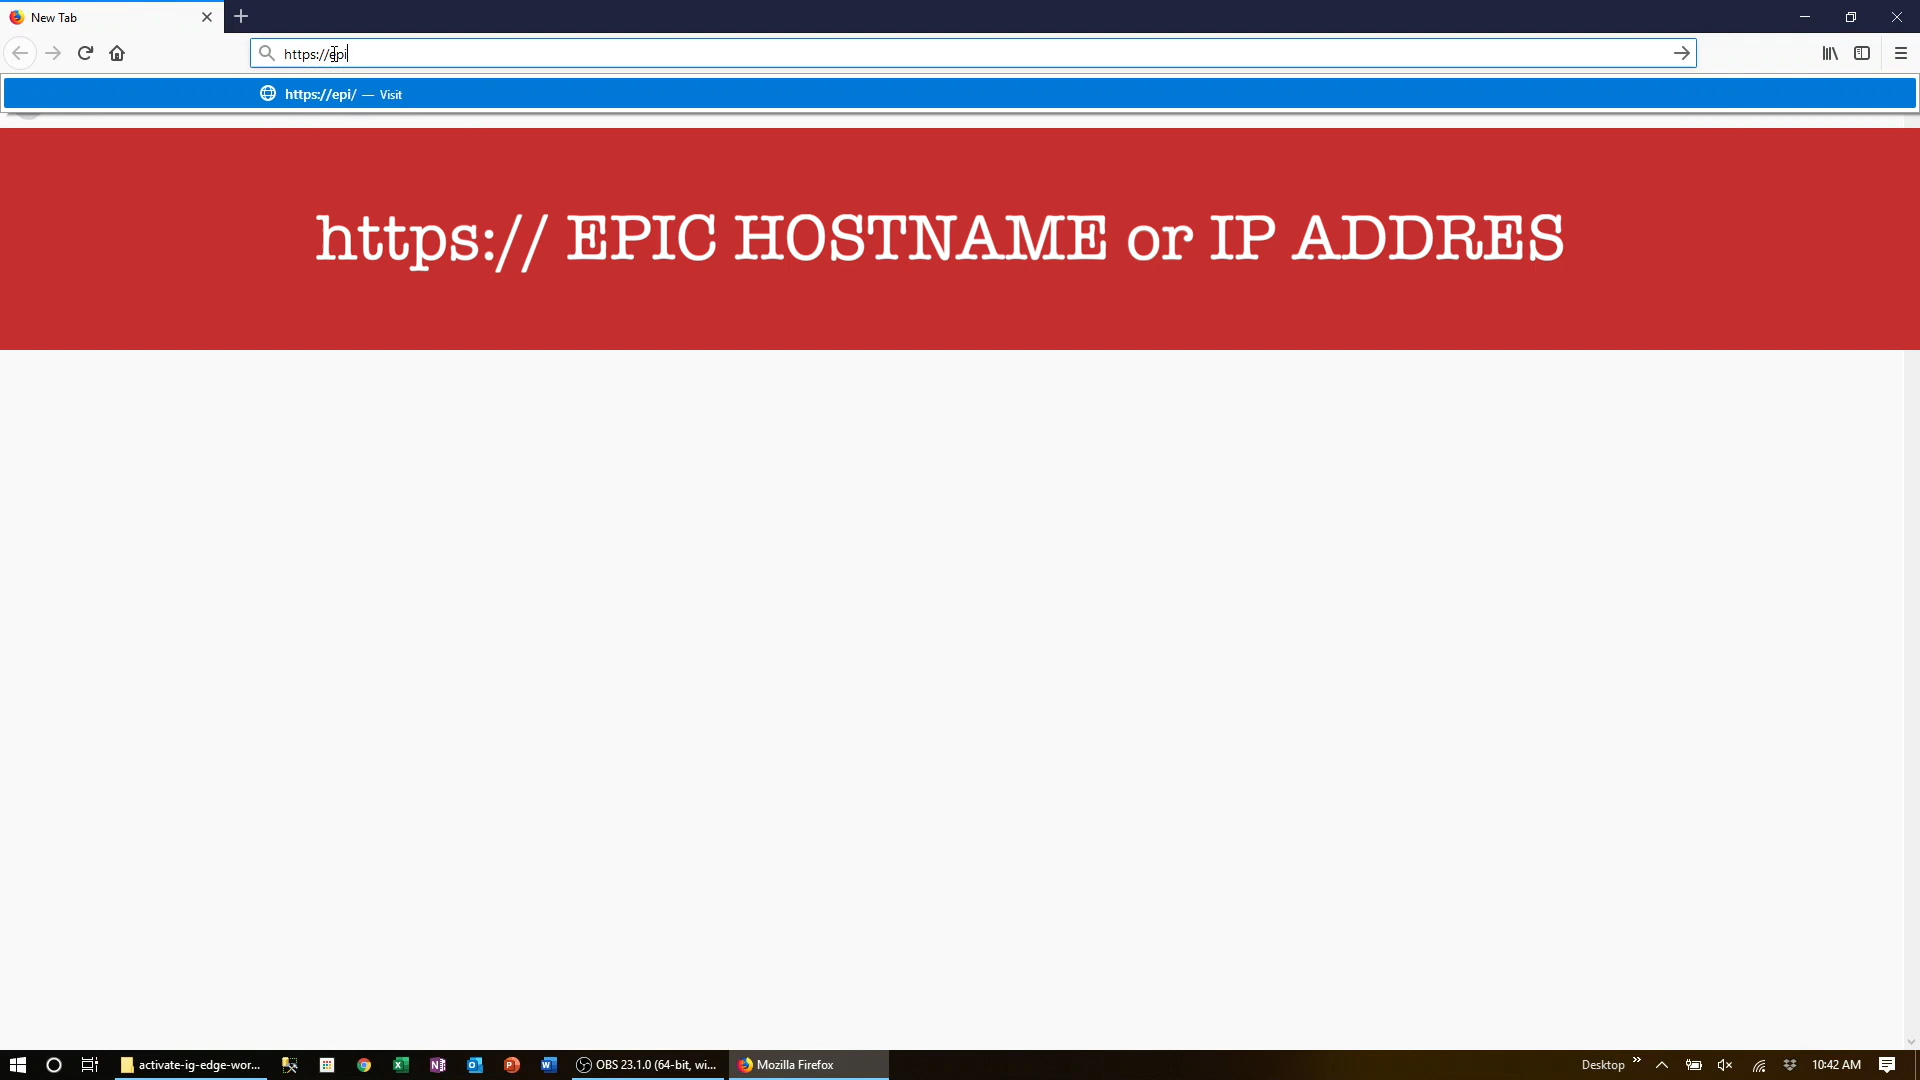 New Tab
https://epi
https://epi/ — Visit
https:// EPIC HOSTNAME or IP ADDRES
activate-ig-edge-wor...
OBS 23.1.0 (64-bit, wi...
Mozilla Firefox
Desktop
10:42 AM